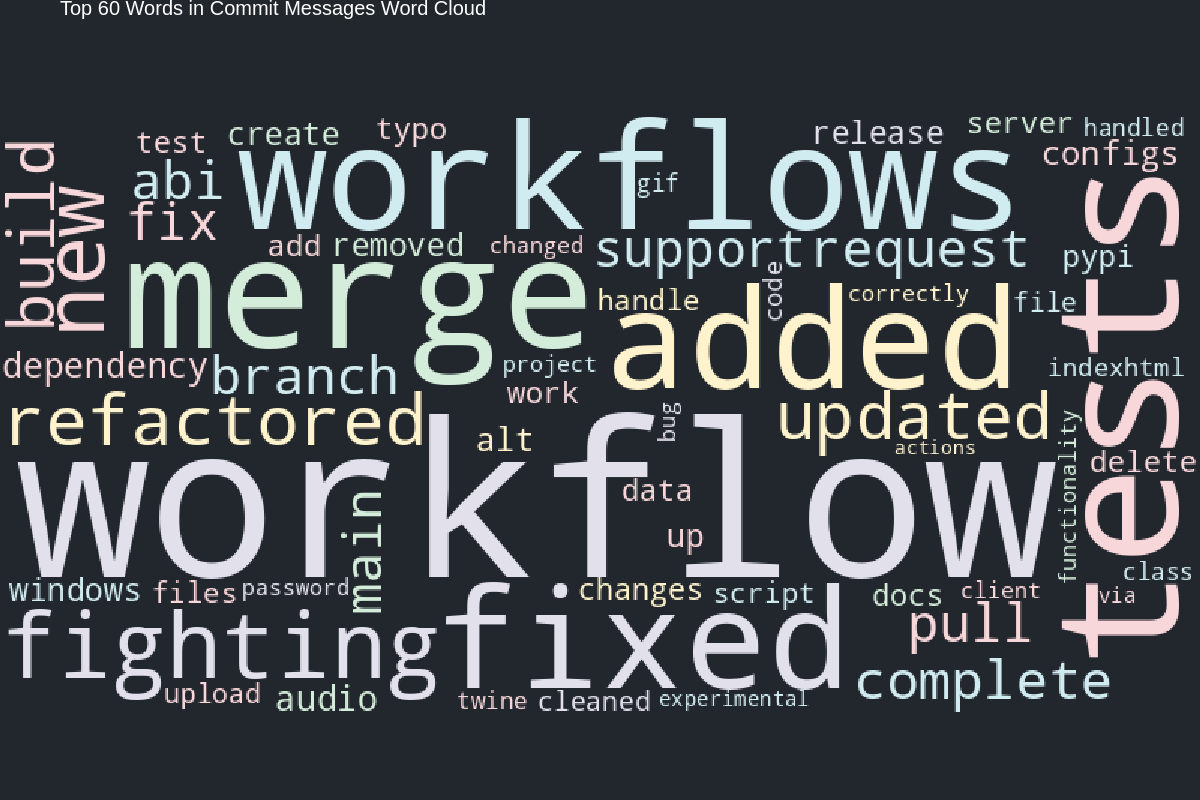 Top 60 Words in Commit Messages Word Cloud
workflows
test
create
typo
release
server
handled
configs
build
new
abi
fix
gif
tests
add
removed
changed
support
request
pypi
merge
handle
code
correctly
file
added
dependency
branch
project
work
indexhtml
refactored
alt
bug
updated
actions
functionality
delete
workflow
main
data
up
class
windows
files
password
changes
script
docs
client
via
fighting
fixed
pull
upload
audio
twine
cleaned
experimental
complete